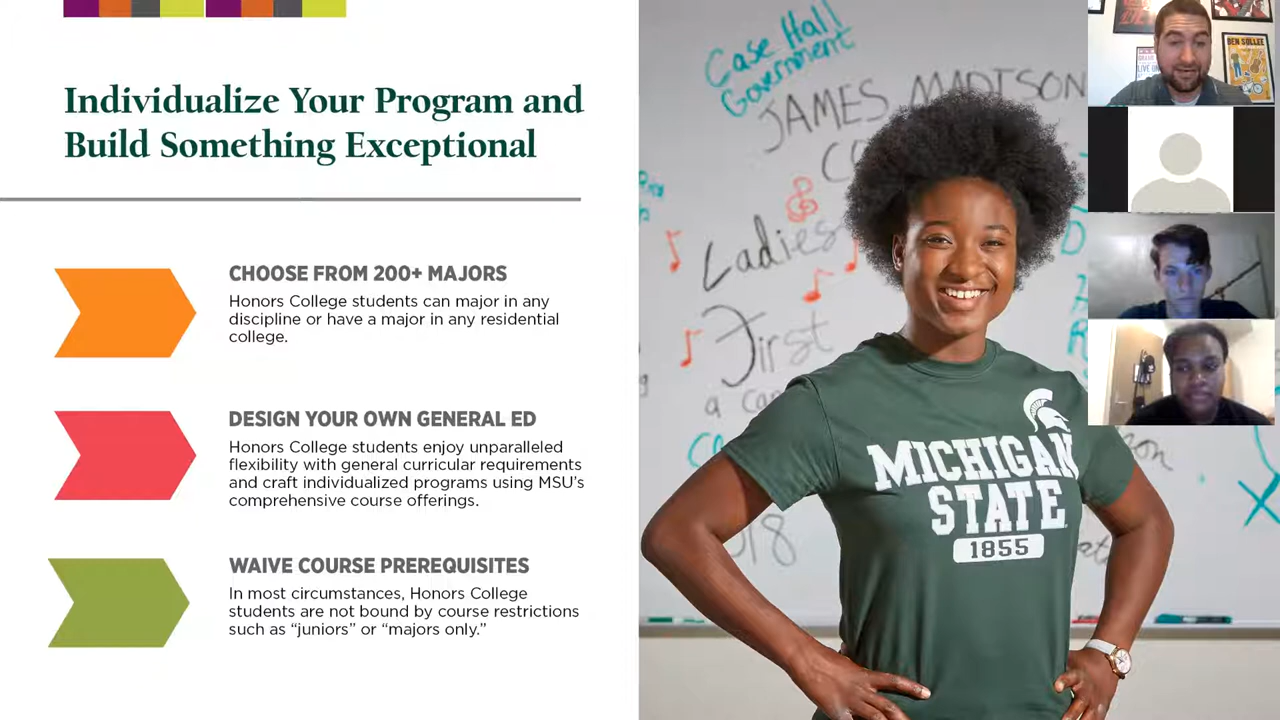 Individualize Your Program and
Build Something Exceptional
CHOOSE FROM 200+ MAJORS
Honors College students can major in any
discipline or have a major in any residential
college.
DESIGN YOUR OWN GENERAL ED
Honors College students enjoy unparalleled
flexibility with general curricular requirements
and craft individualized programs using MSU's
comprehensive course offerings.
WAIVE COURSE PREREQUISITES
In most circumstances, Honors College
students are not bound by course restrictions
such as “juniors” or “majors only.”
Case Hall
Government
JAMES MADISON
Ladies
First
a
MICHIGAN
STATE
1855
BEN SOLLEE
LIVE ON